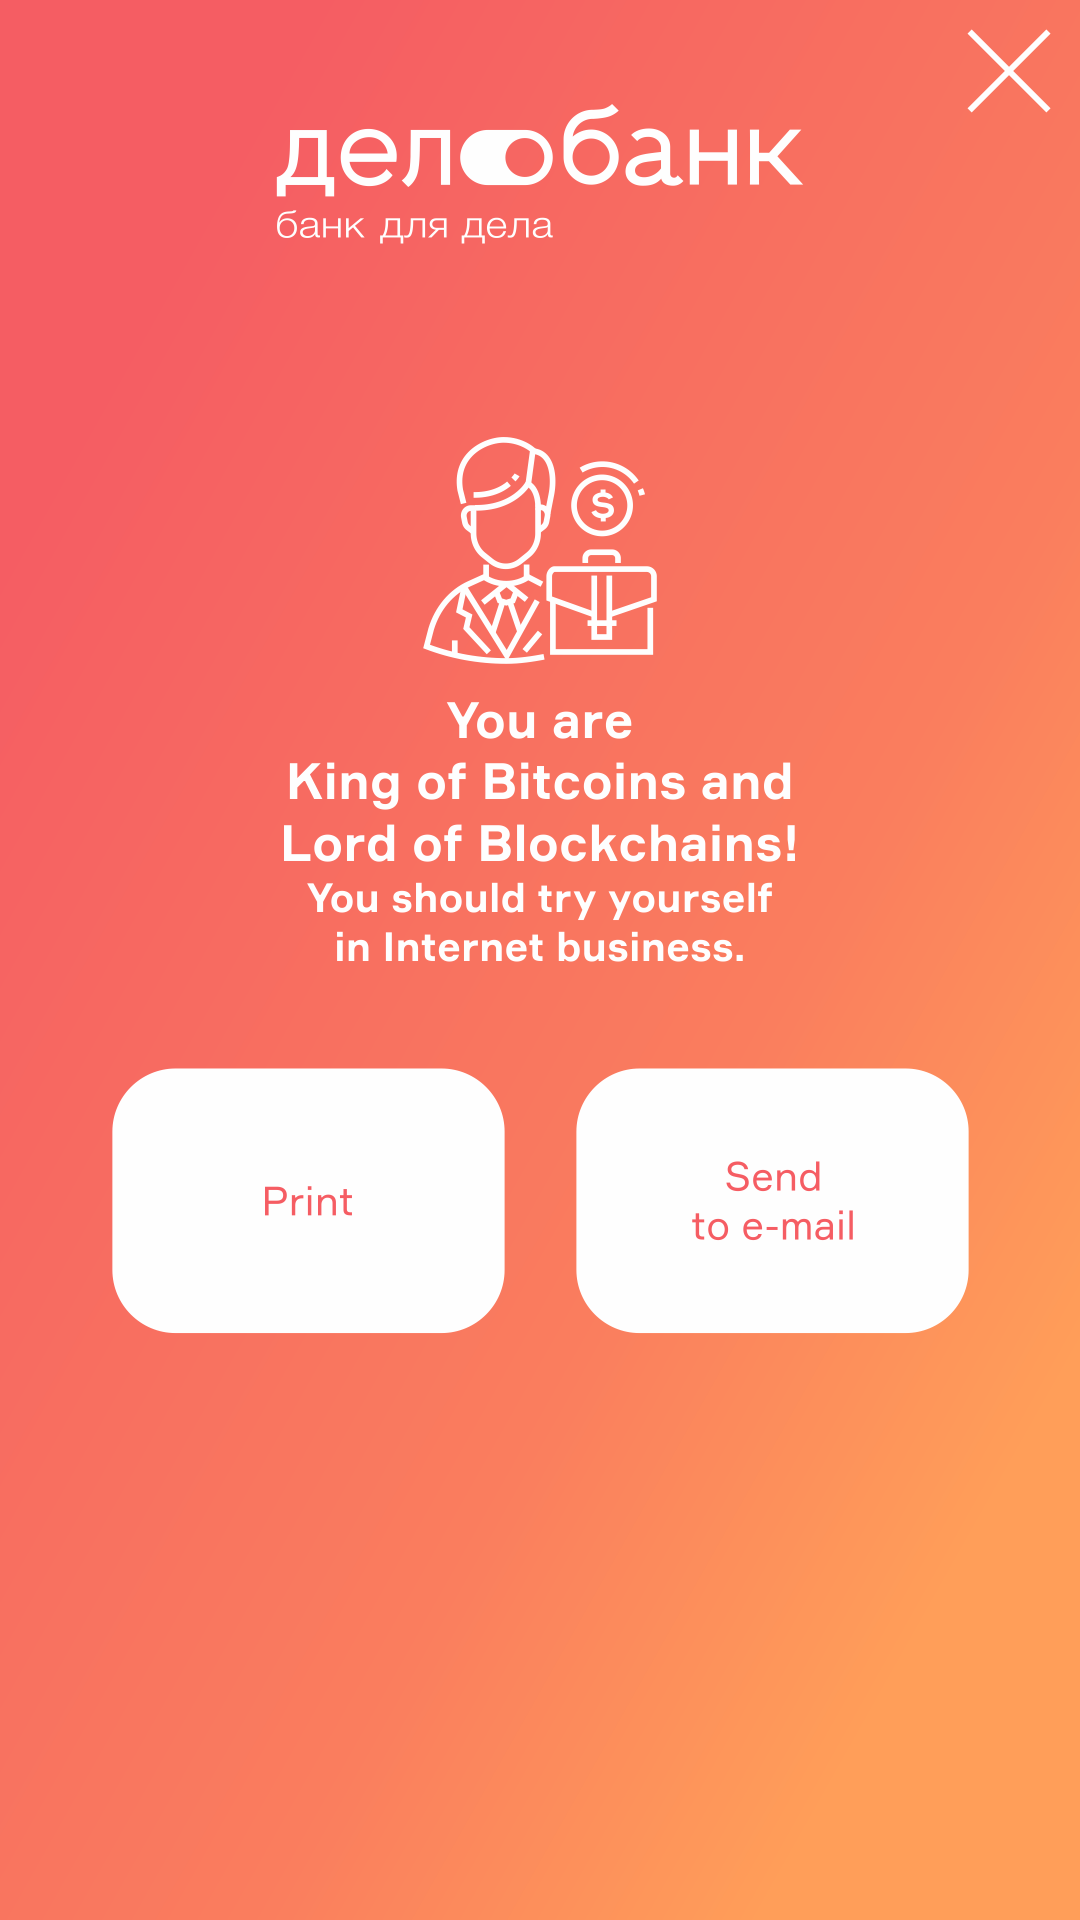 делобанк
банк для дела
$
You are
King of Bitcoins and
Lord of Blockchains!
You should try yourself
in Internet business.
Print
Send
to e-mail